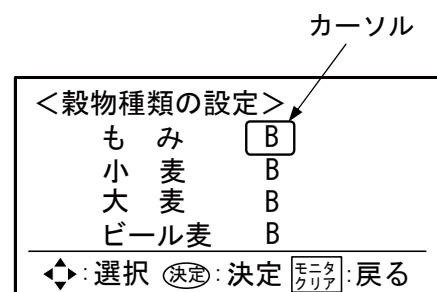 カーソル
＜穀物種類の設定＞
も　み　B
小　麦　B
大　麦　B
ビール麦　B
:選択 決定:決定 モニタクリア:戻る